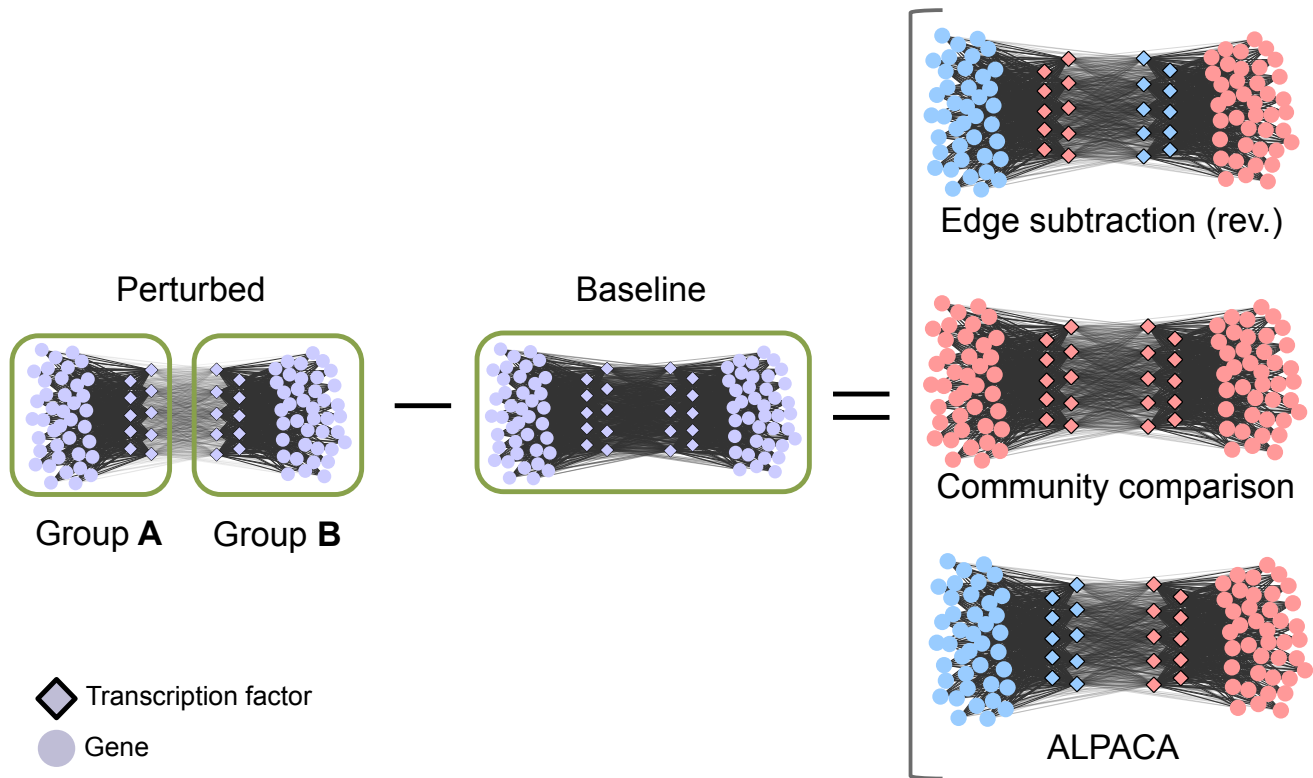 Perturbed
Baseline
Group A
Group B
Transcription factor
Gene
Edge subtraction (rev.)
Community comparison
ALPACA